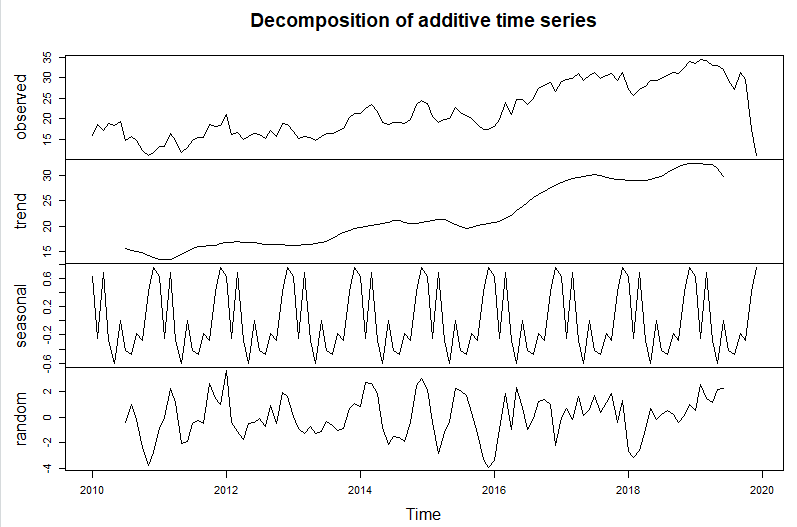 Decomposition of additive time series
observed
15 20 25 30 35
trend
15 20 25 30
seasonal
-0.6 -0.2 0.2 0.6
random
-4 -2 0 2
2010 2012 2014 2016 2018 2020
Time